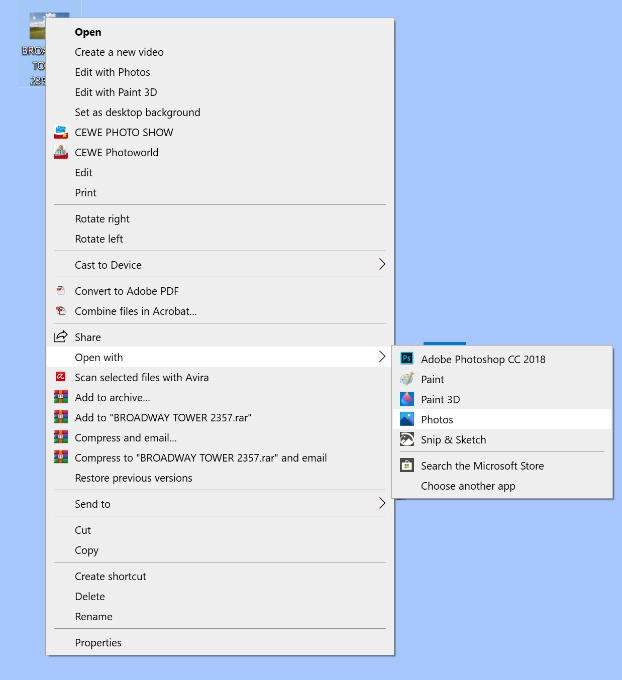 BROA
TO
235
Open
Create a new video
Edit with Photos
Edit with Paint 3D
Set as desktop background
CEWE PHOTO SHOW
CEWE Photoworld
Edit
Print
Rotate right
Rotate left
Cast to Device
Convert to Adobe PDF
Combine files in Acrobat...
Share
Open with
Scan selected files with Avira
Add to archive...
Add to "BROADWAY TOWER 2357.rar"
Compress and email...
Compress to "BROADWAY TOWER 2357.rar" and email
Restore previous versions
Send to
Cut
Copy
Create shortcut
Delete
Rename
Properties
Ps Adobe Photoshop CC 2018
Paint
Paint 3D
Photos
Snip & Sketch
Search the Microsoft Store
Choose another app